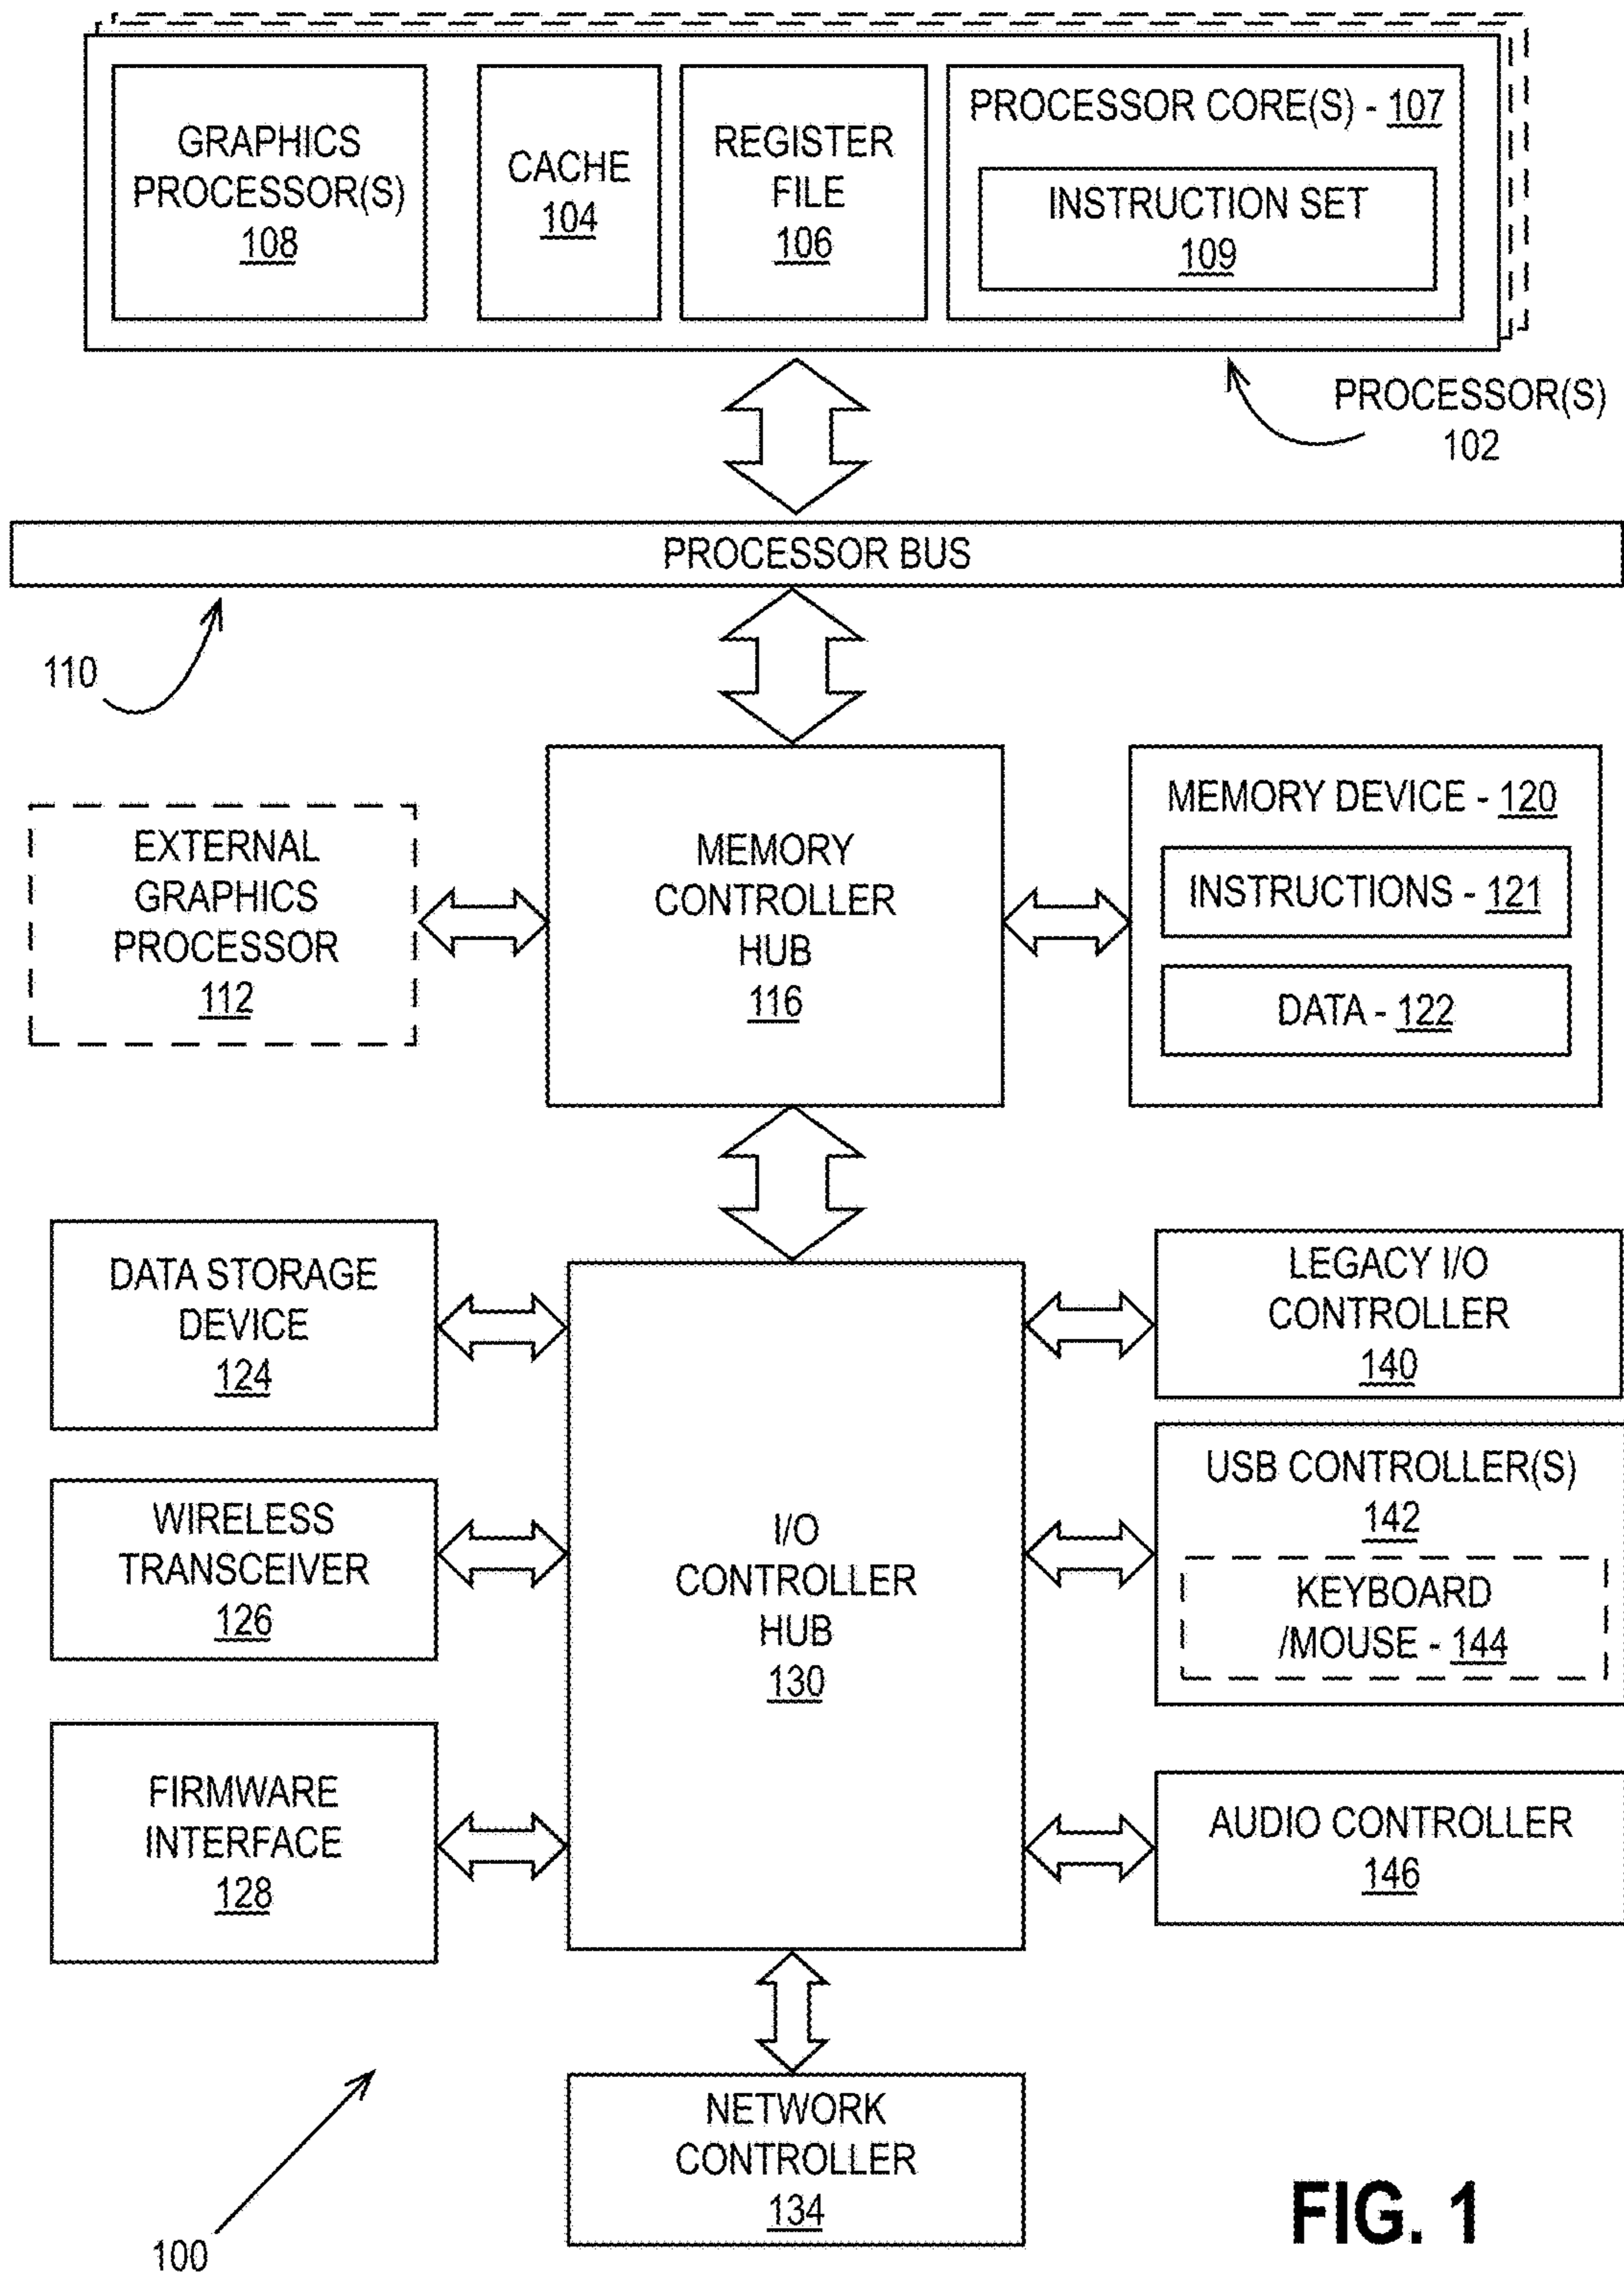 GRAPHICS
PROCESSOR(S)
108
CACHE
104
REGISTER
FILE
106
PROCESSOR CORE(S) - 107
INSTRUCTION SET
109
PROCESSOR(S)
102
PROCESSOR BUS
110
EXTERNAL
GRAPHICS
PROCESSOR
112
MEMORY
CONTROLLER
HUB
116
MEMORY DEVICE - 120
INSTRUCTIONS - 121
DATA - 122
DATA STORAGE
DEVICE
124
WIRELESS
TRANSCEIVER
126
FIRMWARE
INTERFACE
128
I/O
CONTROLLER
HUB
130
LEGACY I/O
CONTROLLER
140
USB CONTROLLER(S)
142
KEYBOARD
/MOUSE - 144
AUDIO CONTROLLER
146
NETWORK
CONTROLLER
134
100
FIG. 1